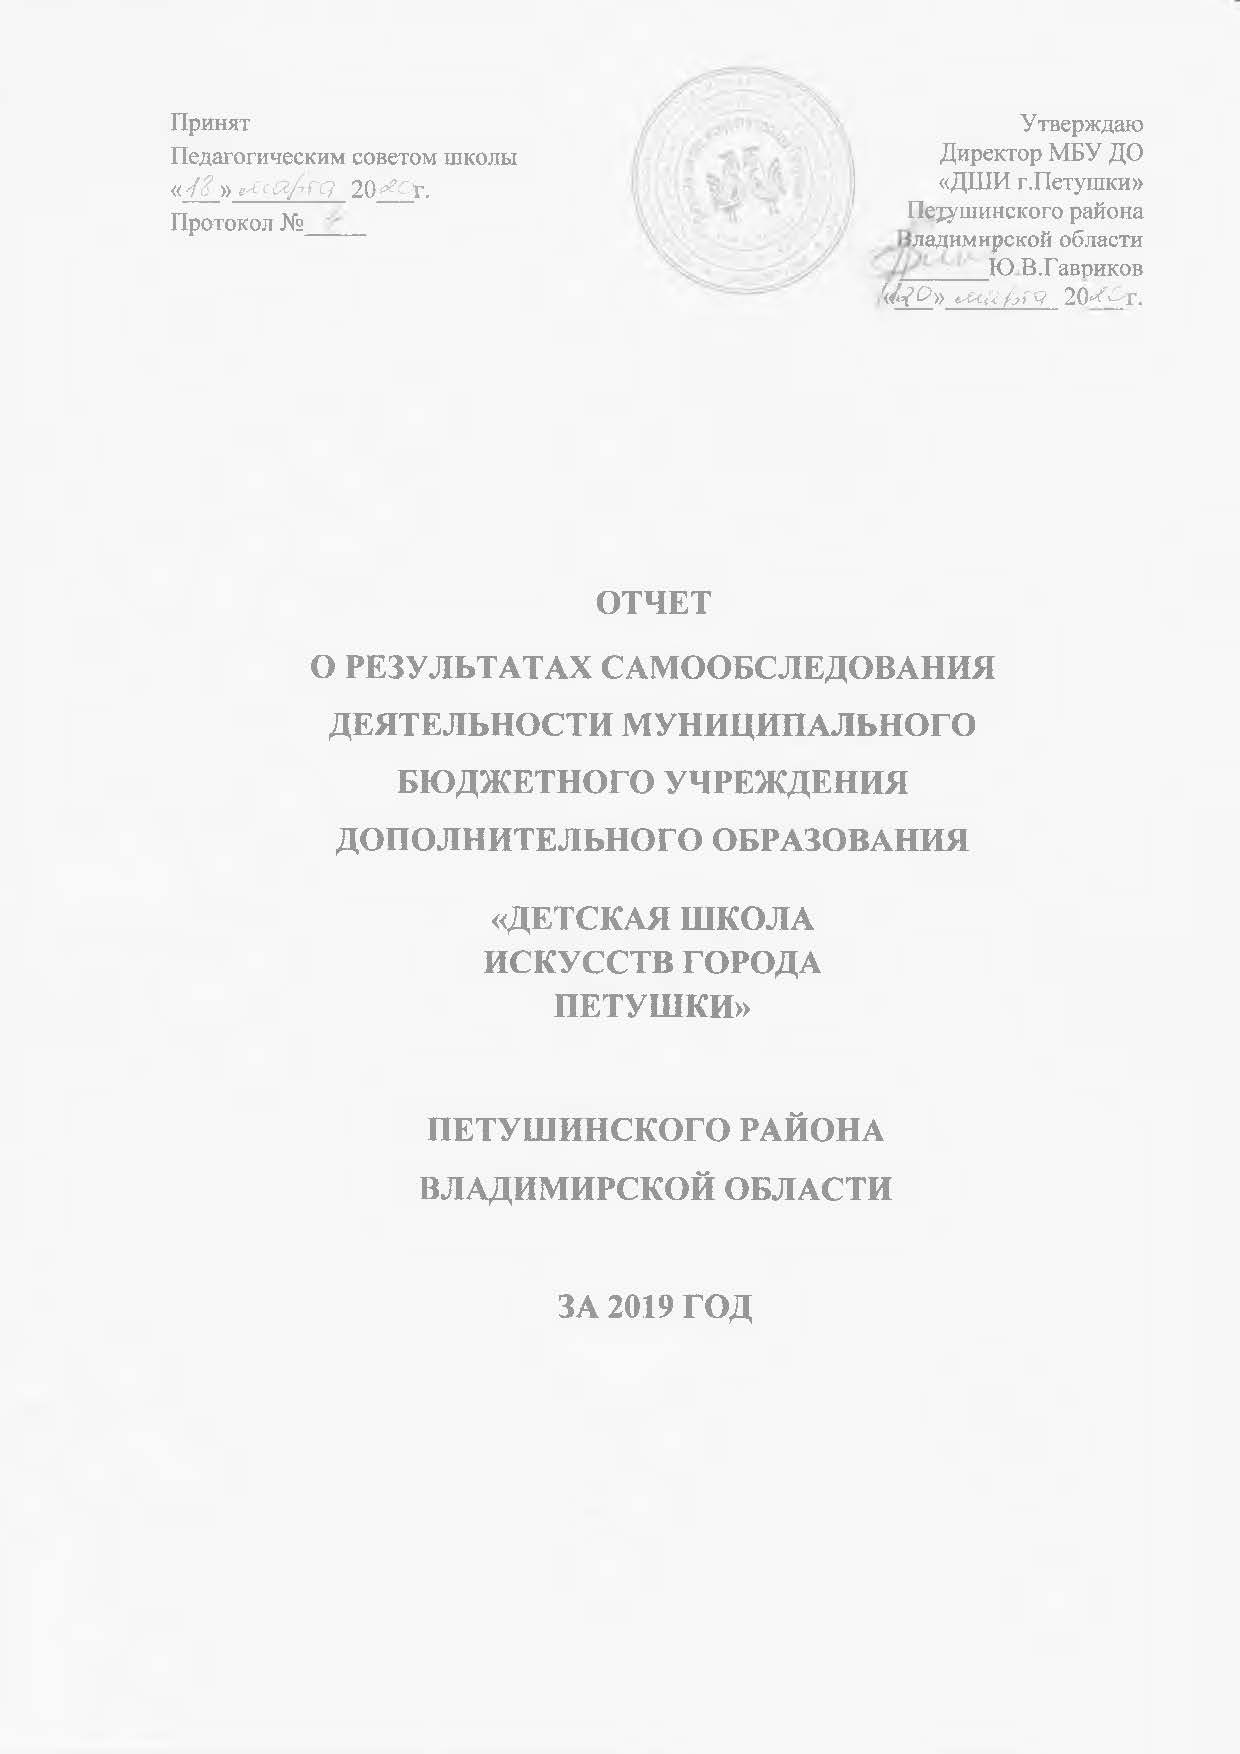 Принят
Педагогическим советом школы
«18» марта 2020г.
Протокол №
Утверждаю
Директор МБУ ДО
«ДШИ г.Петушки»
Петушинского района
Владимирской области
Ю.В.Гавриков
«20» марта 2020г.
ОТЧЕТ
О РЕЗУЛЬТАТАХ САМООБСЛЕДОВАНИЯ
ДЕЯТЕЛЬНОСТИ МУНИЦИПАЛЬНОГО
БЮДЖЕТНОГО УЧРЕЖДЕНИЯ
ДОПОЛНИТЕЛЬНОГО ОБРАЗОВАНИЯ
«ДЕТСКАЯ ШКОЛА
ИСКУССТВ ГОРОДА
ПЕТУШКИ»
ПЕТУШИНСКОГО РАЙОНА
ВЛАДИМИРСКОЙ ОБЛАСТИ
ЗА 2019 ГОД